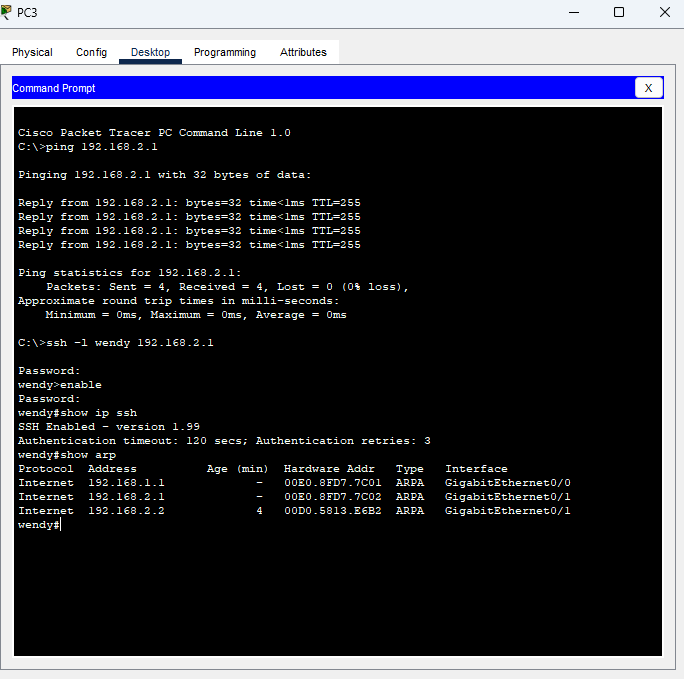 PC3
Physical Config Desktop Programming Attributes
Command Prompt X
Cisco Packet Tracer PC Command Line 1.0
C:\>ping 192.168.2.1
Pinging 192.168.2.1 with 32 bytes of data:
Reply from 192.168.2.1: bytes=32 time<1ms TTL=255
Reply from 192.168.2.1: bytes=32 time<1ms TTL=255
Reply from 192.168.2.1: bytes=32 time<1ms TTL=255
Reply from 192.168.2.1: bytes=32 time<1ms TTL=255
Ping statistics for 192.168.2.1:
    Packets: Sent = 4, Received = 4, Lost = 0 (0% loss),
Approximate round trip times in milli-seconds:
    Minimum = 0ms, Maximum = 0ms, Average = 0ms
C:\>ssh -l wendy 192.168.2.1
Password:
wendy>enable
Password:
wendy#show ip ssh
SSH Enabled - version 1.99
Authentication timeout: 120 secs; Authentication retries: 3
wendy#show arp
Protocol  Address          Age (min)  Hardware Addr   Type   Interface
Internet  192.168.1.1             -   00E0.8FD7.7C01  ARPA   GigabitEthernet0/0
Internet  192.168.2.1             -   00E0.8FD7.7C02  ARPA   GigabitEthernet0/1
Internet  192.168.2.2             4   00D0.5813.E6B2  ARPA   GigabitEthernet0/1
wendy#